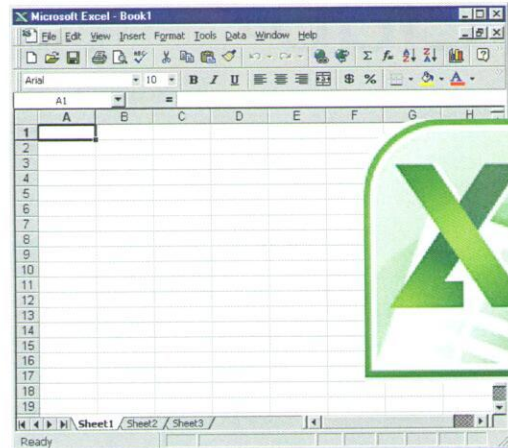 Microsoft Excel - Book1
File Edit View Insert Format Tools Data Window Help
Arial 10 B I U $ %
A1 =
A B C D E F G H
1
2
3
4
5
6
7
8
9
10
11
12
13
14
15
16
17
18
19
Sheet1 Sheet2 Sheet3
Ready